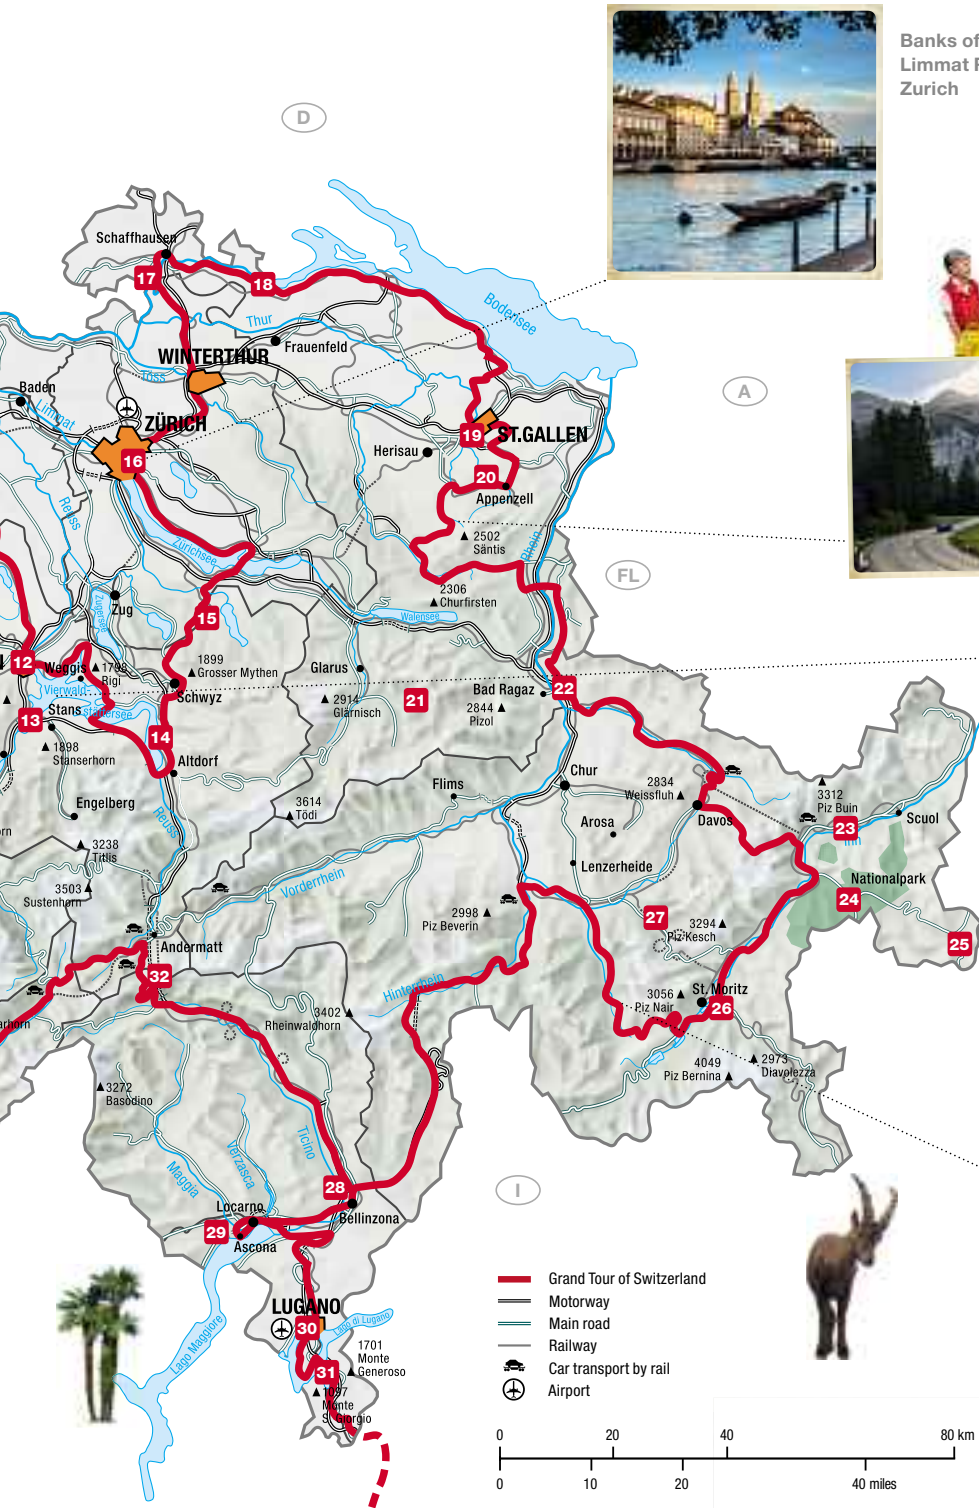 Banks of
Limmat
Zurich
D
Schaffhausen
17
18
Bodensee
Thur
Frauenfeld
WINTERTHUR
Töss
Baden
Limmat
ZÜRICH
16
A
19
ST.GALLEN
Herisau
20
Appenzell
Reuss
2502
Säntis
Rhein
Zürichsee
FL
2306
Churfirsten
Zugersee
Zug
15
Walensee
12
Weggis
1798
Rigi
1899
Grosser Mythen
Glarus
Vierwald-
stättersee
Schwyz
21
Bad Ragaz
22
2914
Glärnisch
2844
Pizol
13
Stans
14
1898
Stanserhorn
Altdorf
Engelberg
Reuss
3614
Tödi
Flims
Chur
2834
Weissfluh
3312
Piz Buin
Arosa
Davos
23
Scuol
Inn
3238
Titlis
Lenzerheide
3503
Sustenhorn
Vorderrhein
Nationalpark
24
2998
Piz Beverin
27
3294
Piz Kesch
25
Andermatt
32
Hinterrhein
3056
Piz Nair
St. Moritz
26
arhorn
3402
Rheinwaldhorn
4049
Piz Bernina
2973
Diavolezza
3272
Basòdino
Ticino
Verzasca
Maggia
28
Bellinzona
I
Locarno
29
Ascona
LUGANO
30
Lago di Lugano
Lago Maggiore
1701
Monte
Generoso
31
1097
Monte
S. Giorgio
Grand Tour of Switzerland
Motorway
Main road
Railway
Car transport by rail
Airport
0 20 40 80 km
0 10 20 40 miles